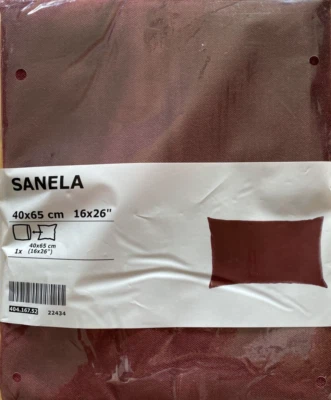 SANELA
40x65 cm 16x26"
40x65 cm
1x (16x26")
404.167.52
22434